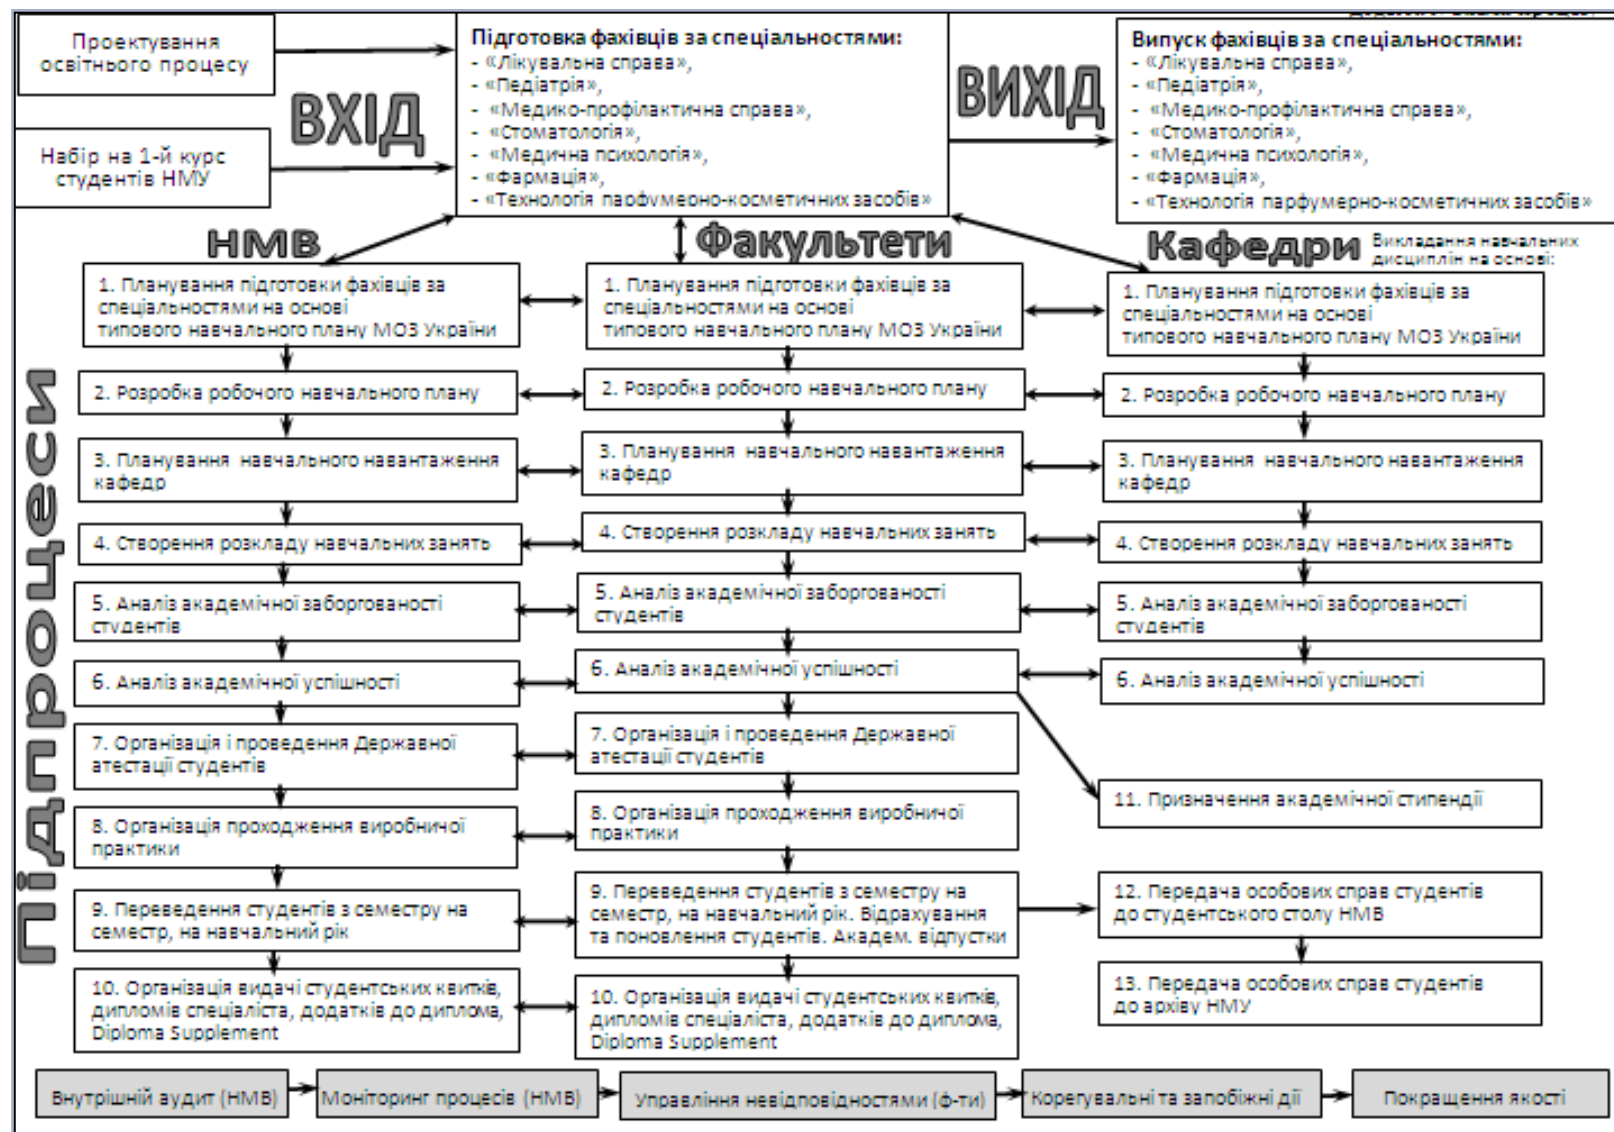 Проектування
освітнього процесу
Набір на 1-й курс
студентів НМУ
ВХІД
Підготовка фахівців за спеціальностями:
- «Лікувальна справа»,
- «Педіатрія»,
- «Медико-профілактична справа»,
- «Стоматологія»,
- «Медична психологія»,
- «Фармація»,
- «Технологія парфумерно-косметичних засобів»
ВИХІД
Випуск фахівців за спеціальностями:
- «Лікувальна справа»,
- «Педіатрія»,
- «Медико-профілактична справа»,
- «Стоматологія»,
- «Медична психологія»,
- «Фармація»,
- «Технологія парфумерно-косметичних засобів»
Підпроцеси
НМВ
1. Планування підготовки фахівців за
спеціальностями на основі
типового навчального плану МОЗ України
2. Розробка робочого навчального плану
3. Планування навчального навантаження
кафедр
4. Створення розкладу навчальних занять
5. Аналіз академічної заборгованості
студентів
6. Аналіз академічної успішності
7. Організація і проведення Державної
атестації студентів
8. Організація проходження виробничої
практики
9. Переведення студентів з семестру на
семестр, на навчальний рік
10. Організація видачі студентських квитків,
дипломів спеціаліста, додатків до диплома,
Diploma Supplement
Факультети
1. Планування підготовки фахівців за
спеціальностями на основі
типового навчального плану МОЗ України
2. Розробка робочого навчального плану
3. Планування навчального навантаження
кафедр
4. Створення розкладу навчальних занять
5. Аналіз академічної заборгованості
студентів
6. Аналіз академічної успішності
7. Організація і проведення Державної
атестації студентів
8. Організація проходження виробничої
практики
9. Переведення студентів з семестру на
семестр, на навчальний рік. Відрахування
та поновлення студентів. Академ. відпустки
10. Організація видачі студентських квитків,
дипломів спеціаліста, додатків до диплома,
Diploma Supplement
Кафедри
Викладання навчальних
дисциплін на основі:
1. Планування підготовки фахівців за
спеціальностями на основі
типового навчального плану МОЗ України
2. Розробка робочого навчального плану
3. Планування навчального навантаження
кафедр
4. Створення розкладу навчальних занять
5. Аналіз академічної заборгованості
студентів
6. Аналіз академічної успішності
11. Призначення академічної стипендії
12. Передача особових справ студентів
до студентського столу НМВ
13. Передача особових справ студентів
до архіву НМУ
Внутрішній аудит (НМВ)
Моніторинг процесів (НМВ)
Управління невідповідностями (ф-ти)
Корегувальні та запобіжні дії
Покращення якості